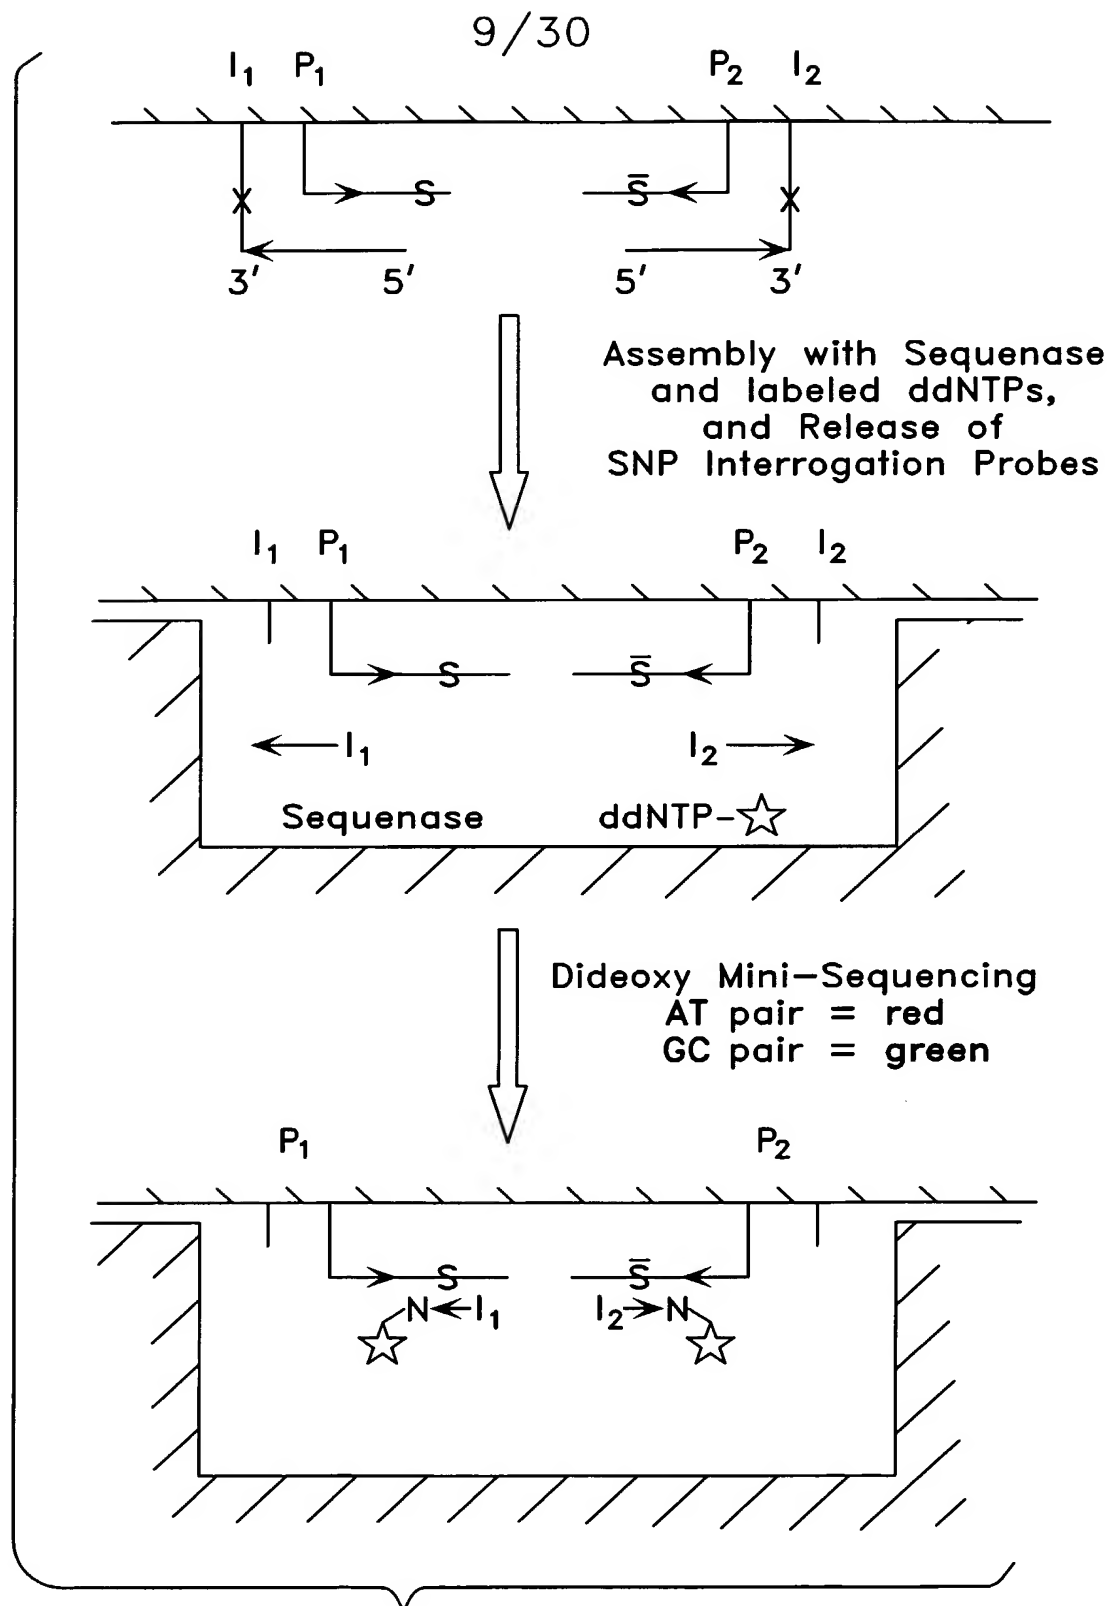 9/30
I1 P1 P2 I2
S S̄
3' 5' 5' 3'
Assembly with Sequenase
and labeled ddNTPs,
and Release of
SNP Interrogation Probes
I1 P1 P2 I2
S S̄
I1 I2
Sequenase ddNTP-☆
Dideoxy Mini-Sequencing
AT pair = red
GC pair = green
P1 P2
S S̄
N I1 I2 N